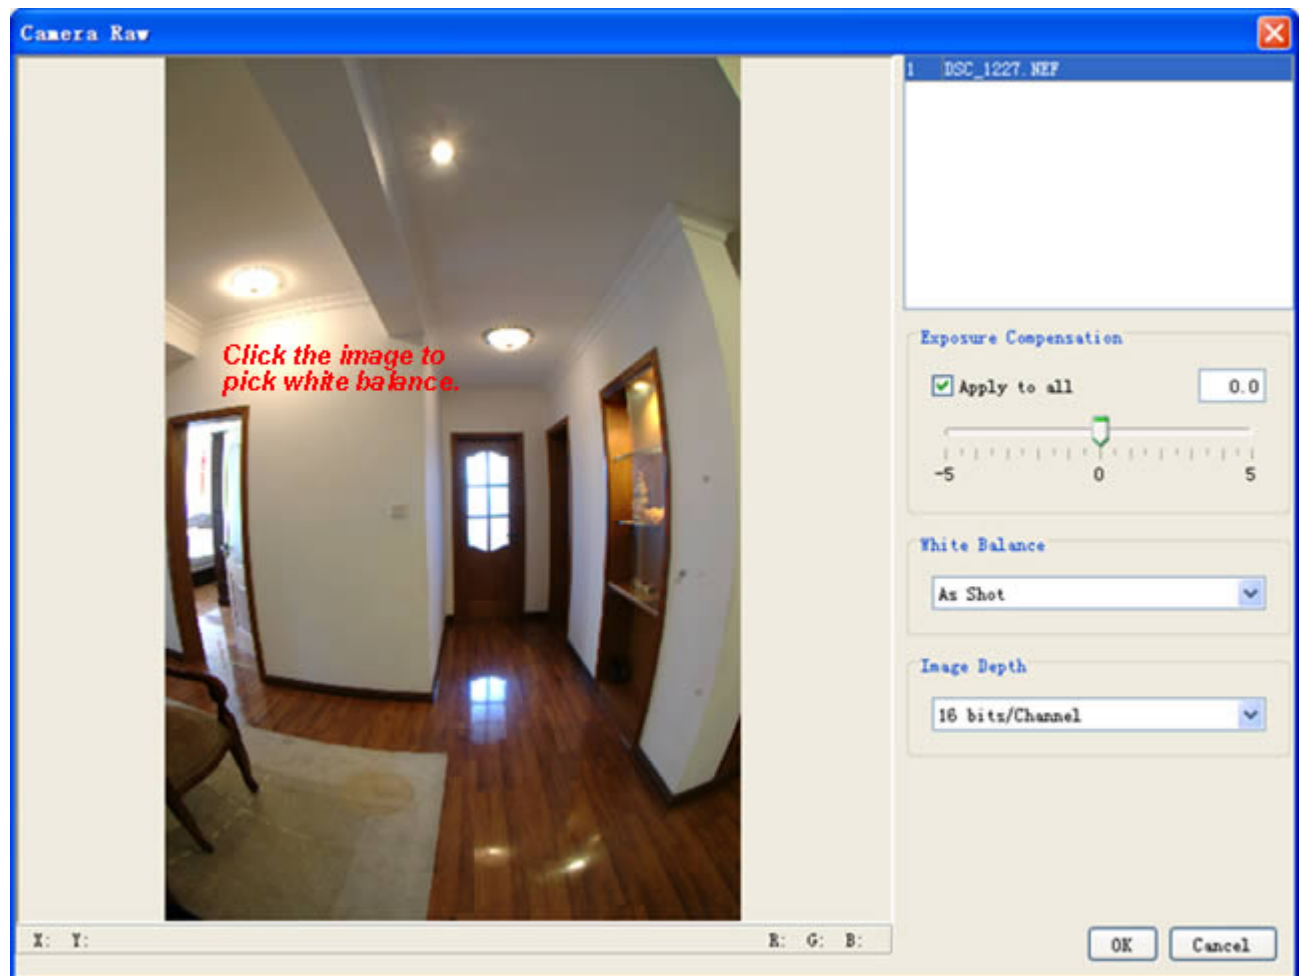 Camera Raw
1 DSC_1227.NEF
Click the image to
pick white balance.
Exposure Compensation
Apply to all 0.0
-5 0 5
White Balance
As Shot
Image Depth
16 bits/Channel
X: Y: R: G: B:
OK Cancel